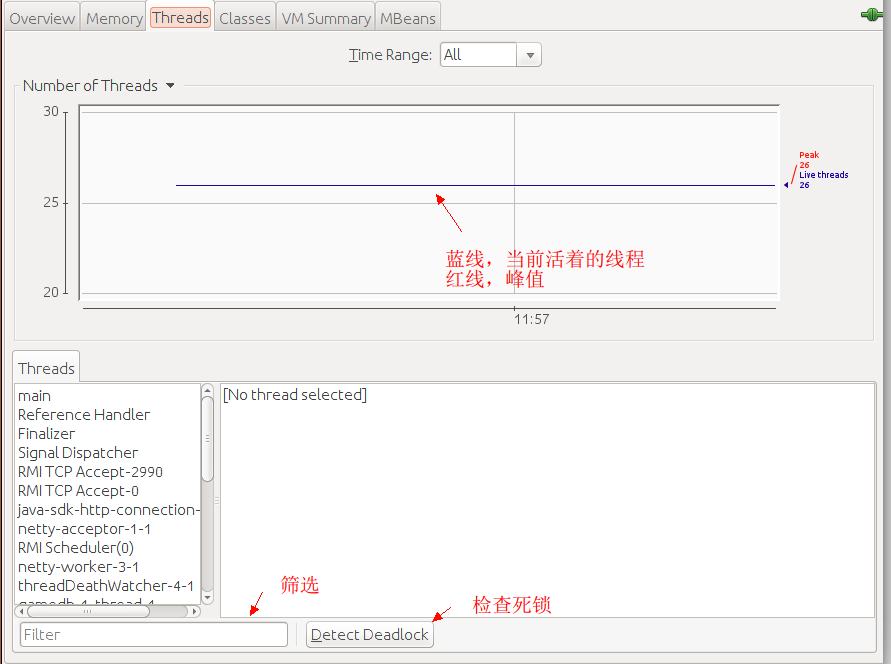 Overview Memory Threads Classes VM Summary MBeans
Time Range: All
Number of Threads
30
25
20
11:57
Peak
26
Live threads
26
蓝线，当前活着的线程
红线，峰值
Threads
main
Reference Handler
Finalizer
Signal Dispatcher
RMI TCP Accept-2990
RMI TCP Accept-0
java-sdk-http-connection-
netty-acceptor-1-1
RMI Scheduler(0)
netty-worker-3-1
threadDeathWatcher-4-1
[No thread selected]
筛选
检查死锁
Filter
Detect Deadlock